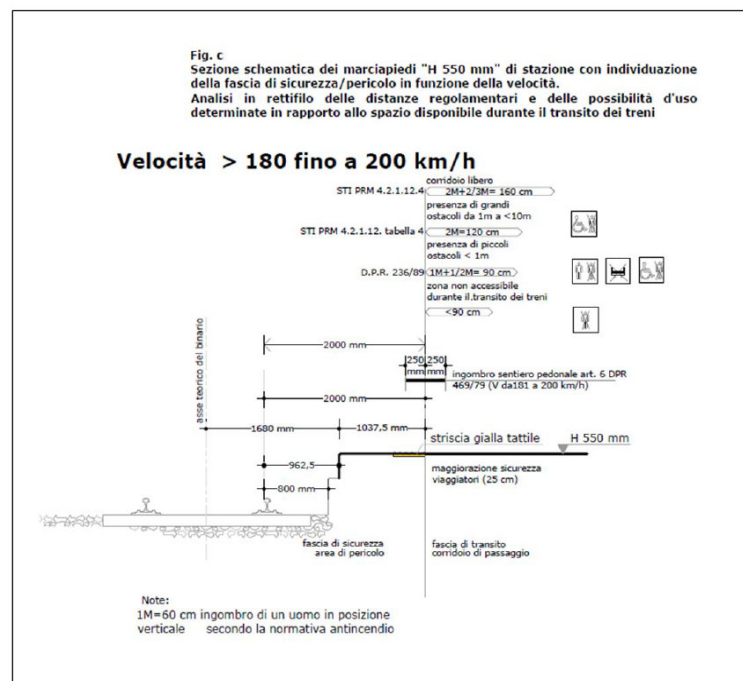 Fig. c
Sezione schematica dei marciapiedi "H 550 mm" di stazione con individuazione
della fascia di sicurezza/pericolo in funzione della velocità.
Analisi in rettifilo delle distanze regolamentari e delle possibilità d'uso
determinate in rapporto allo spazio disponibile durante il transito dei treni
Velocità > 180 fino a 200 km/h
corridoio libero
STI PRM 4.2.1.12.4
2M+2/3M= 160 cm
presenza di grandi
ostacoli da 1m a <10m
STI PRM 4.2.1.12. tabella 4
2M=120 cm
presenza di piccoli
ostacoli < 1m
D.P.R. 236/89
1M+1/2M= 90 cm
zona non accessibile
durante il.transito dei treni
<90 cm
asse teorico del binario
2000 mm
250 mm
250 mm
ingombro sentiero pedonale art. 6 DPR
469/79 (V da181 a 200 km/h)
2000 mm
1680 mm
1037,5 mm
striscia gialla tattile
H 550 mm
962,5
maggiorazione sicurezza
viaggiatori (25 cm)
800 mm
fascia di sicurezza
area di pericolo
fascia di transito
corridoio di passaggio
Note:
1M=60 cm ingombro di un uomo in posizione
verticale secondo la normativa antincendio